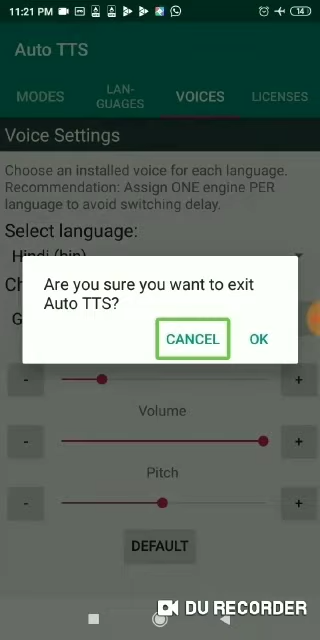 11:21 PM
14
Auto TTS
MODES
LAN-
GUAGES
VOICES
LICENSES
Voice Settings
Choose an installed voice for each language.
Recommendation: Assign ONE engine PER
language to avoid switching delay.
Select language:
Hindi (hin)
Ch
G
Are you sure you want to exit
Auto TTS?
CANCEL
OK
- +
Volume
- +
Pitch
- +
DEFAULT
DU RECORDER